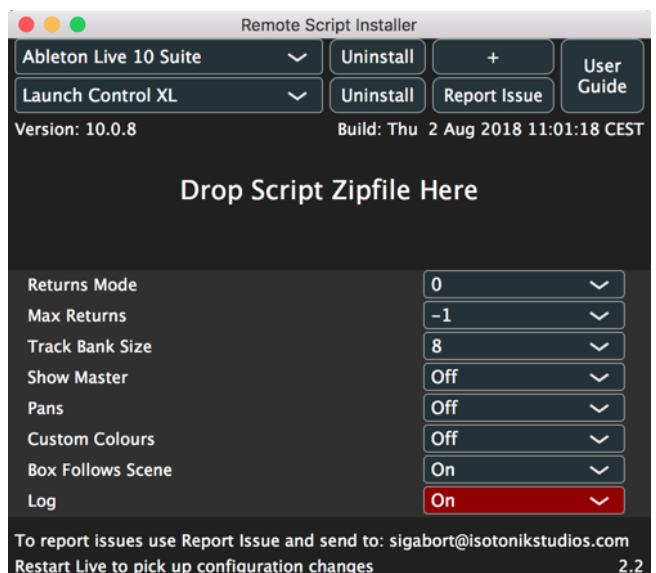 Remote Script Installer
Ableton Live 10 Suite Uninstall + User Guide
Launch Control XL Uninstall Report Issue
Version: 10.0.8 Build: Thu 2 Aug 2018 11:01:18 CEST
Drop Script Zipfile Here
Returns Mode 0
Max Returns -1
Track Bank Size 8
Show Master Off
Pans Off
Custom Colours Off
Box Follows Scene On
Log On
To report issues use Report Issue and send to: sigabort@isotonikstudios.com
Restart Live to pick up configuration changes 2.2